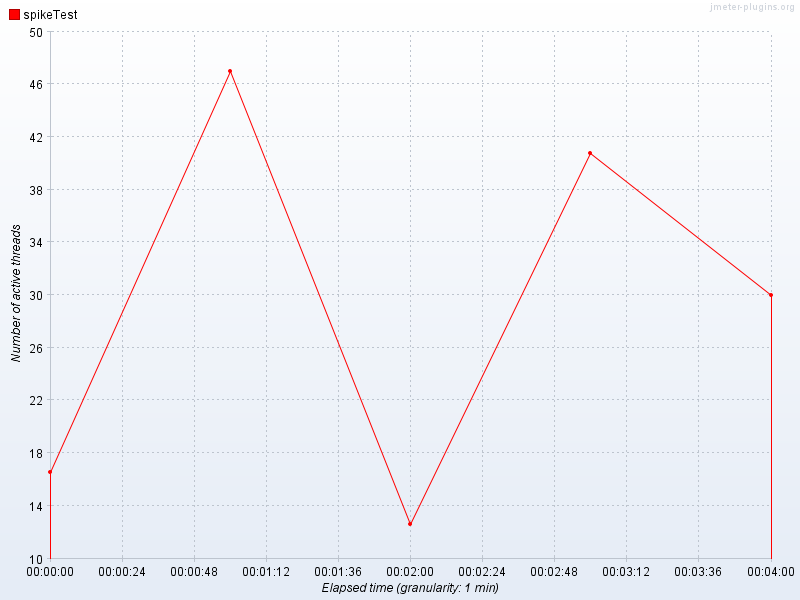 jmeter-plugins.org
spikeTest
50
46
42
38
34
30
26
22
18
14
10
Number of active threads
00:00:00 00:00:24 00:00:48 00:01:12 00:01:36 00:02:00 00:02:24 00:02:48 00:03:12 00:03:36 00:04:00
Elapsed time (granularity: 1 min)